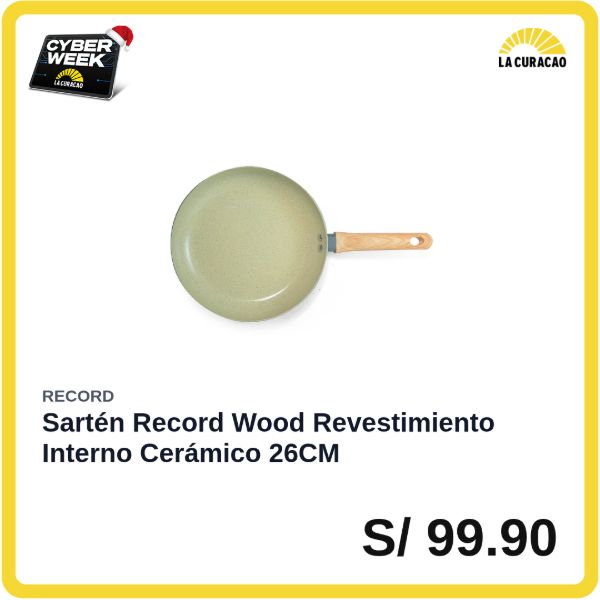 CYBER
WEEK
LA CURACAO
LA CURACAO
RECORD
Sartén Record Wood Revestimiento
Interno Cerámico 26CM
S/ 99.90